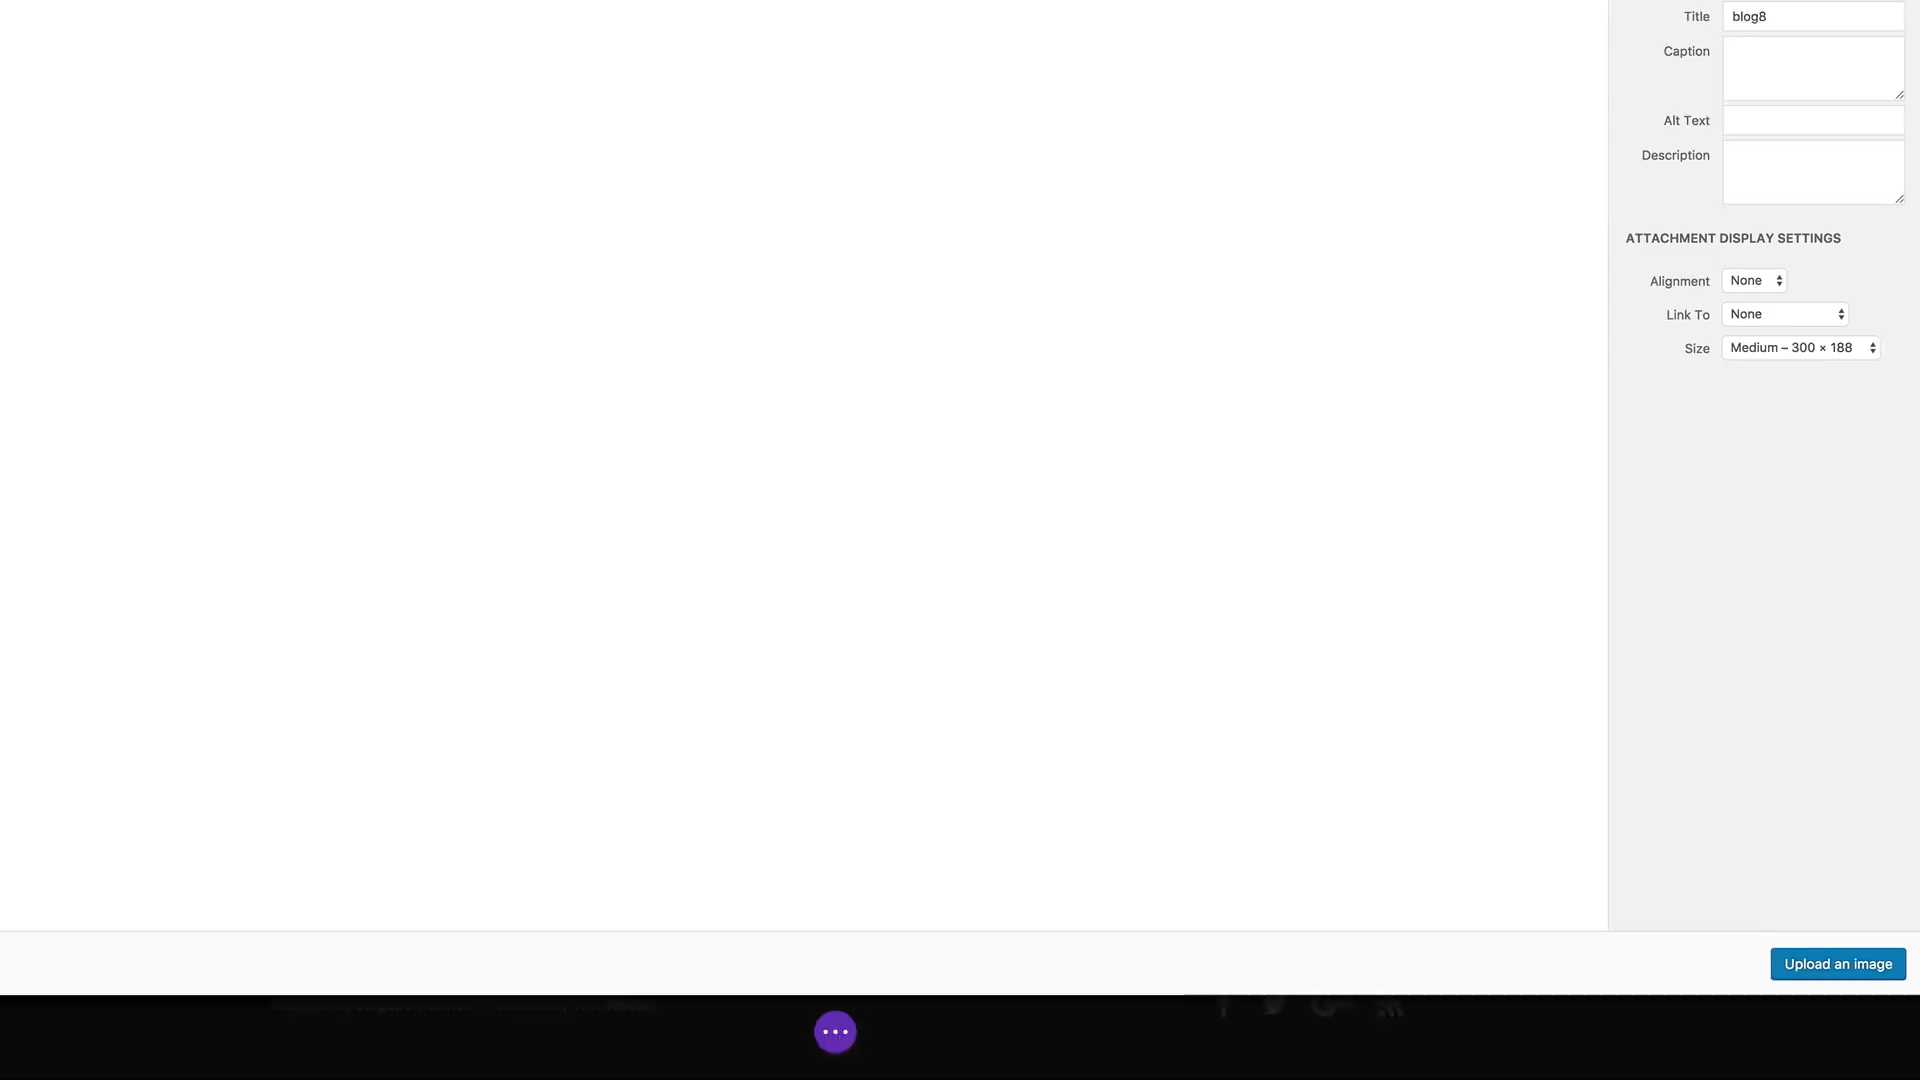 Title blog8
Caption
Alt Text
Description
ATTACHMENT DISPLAY SETTINGS
Alignment None
Link To None
Size Medium – 300 × 188
Upload an image